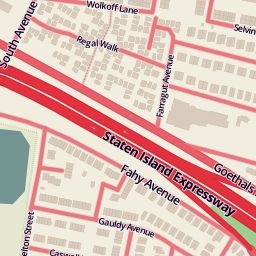 Wolkoff Lane
South Avenue
Regal Walk
Selvin
Farragut Avenue
Staten Island Expressway
Goethals
Fahy Avenue
Gauldy Avenue
elton Street
Caswell